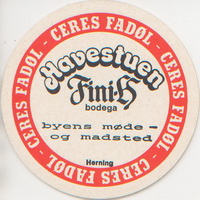 CERES FADØL - CERES FADØL - CERES FADØL - CERES FADØL -
Havestuen
Fini-H
bodega
byens møde -
og madsted
Herning